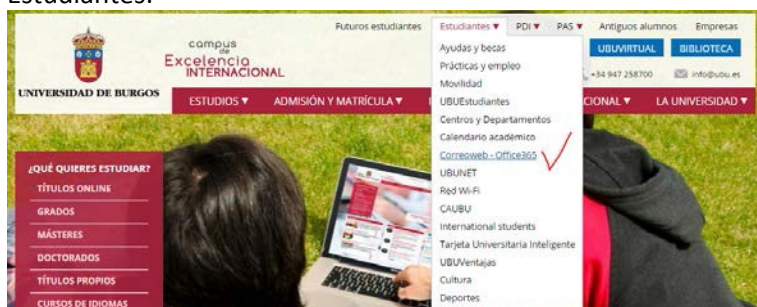 Estudiantes.
Futuros estudiantes
Estudiantes ▼
PDI ▼
PAS ▼
Antiguos alumnos
Empresas
campus
de
Excelencia
INTERNACIONAL
UNIVERSIDAD DE BURGOS
UBUVIRTUAL
BIBLIOTECA
+34 947 258700
info@ubu.es
ESTUDIOS ▼
ADMISIÓN Y MATRÍCULA ▼
CIONAL ▼
LA UNIVERSIDAD ▼
Ayudas y becas
Prácticas y empleo
Movilidad
UBUEstudiantes
Centros y Departamentos
Calendario académico
Correoweb - Office365
UBUNET
Red Wi-Fi
CAUBU
International students
Tarjeta Universitaria Inteligente
UBUVentajas
Cultura
Deportes
¿QUÉ QUIERES ESTUDIAR?
TÍTULOS ONLINE
GRADOS
MÁSTERES
DOCTORADOS
TÍTULOS PROPIOS
CURSOS DE IDIOMAS